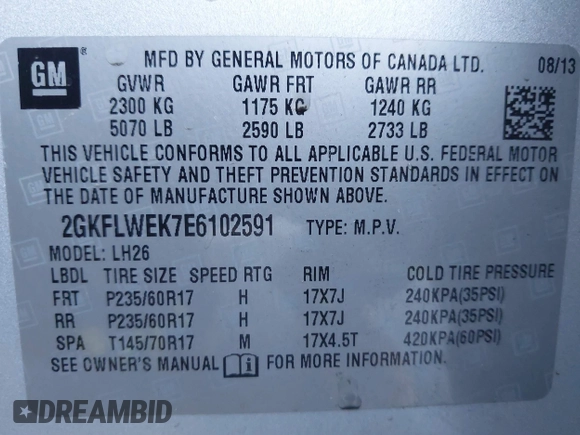 GM
MFD BY GENERAL MOTORS OF CANADA LTD. 08/13
GVWR GAWR FRT GAWR RR
2300 KG 1175 KG 1240 KG
5070 LB 2590 LB 2733 LB
THIS VEHICLE CONFORMS TO ALL APPLICABLE U.S. FEDERAL MOTOR
VEHICLE SAFETY AND THEFT PREVENTION STANDARDS IN EFFECT ON
THE DATE OF MANUFACTURE SHOWN ABOVE.
2GKFLWEK7E6102591 TYPE: M.P.V.
MODEL: LH26
LBDL TIRE SIZE SPEED RTG RIM COLD TIRE PRESSURE
FRT P235/60R17 H 17X7J 240KPA(35PSI)
RR P235/60R17 H 17X7J 240KPA(35PSI)
SPA T145/70R17 M 17X4.5T 420KPA(60PSI)
SEE OWNER'S MANUAL FOR MORE INFORMATION.
DREAMBID